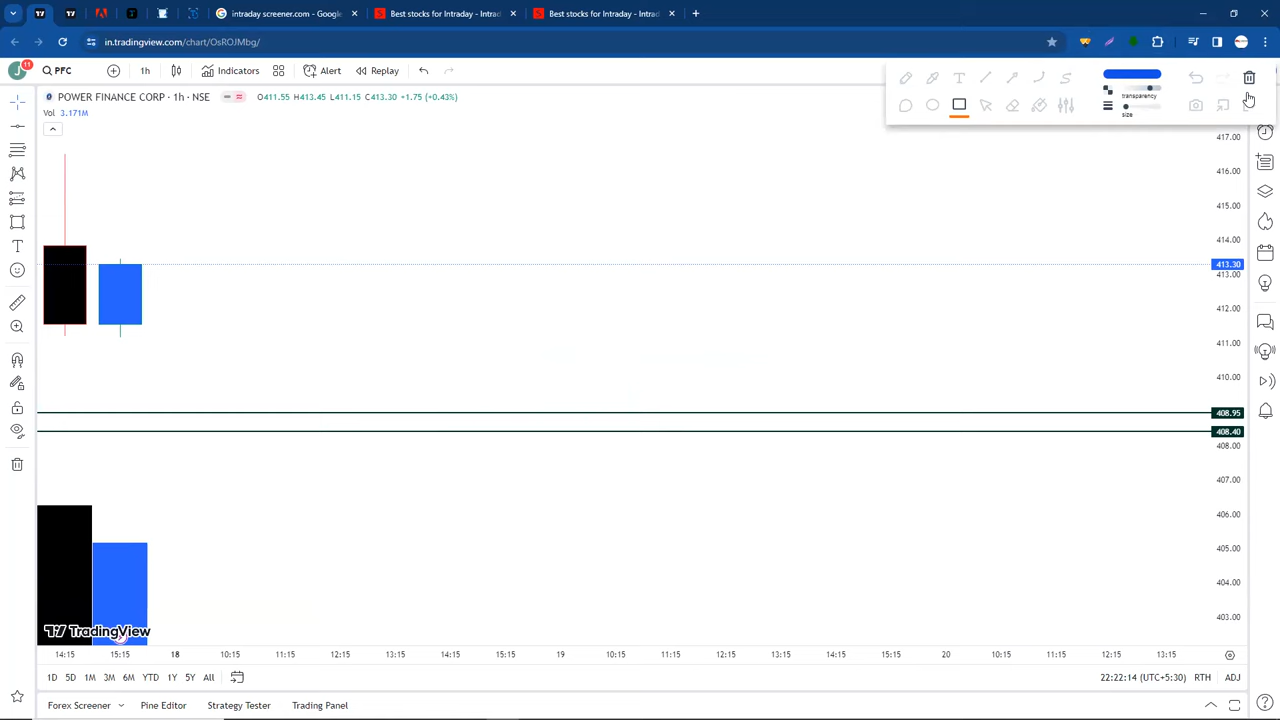 intraday screener.com - Google
Best stocks for Intraday - Intrad
Best stocks for Intraday - Intrad
in.tradingview.com/chart/OsROJMbg/
J
11
PFC
1h
Indicators
Alert
Replay
transparency
size
POWER FINANCE CORP · 1h · NSE
O411.55 H413.45 L411.15 C413.30 +1.75 (+0.43%)
Vol 3.171M
417.00
416.00
415.00
414.00
413.30
413.00
412.00
411.00
410.00
408.95
408.40
408.00
407.00
406.00
405.00
404.00
403.00
TradingView
14:15 15:15 18 10:15 11:15 12:15 13:15 14:15 15:15 19 10:15 11:15 12:15 13:15 14:15 15:15 20 10:15 11:15 12:15 13:15
1D 5D 1M 3M 6M YTD 1Y 5Y All
22:22:14 (UTC+5:30) RTH ADJ
Forex Screener Pine Editor Strategy Tester Trading Panel